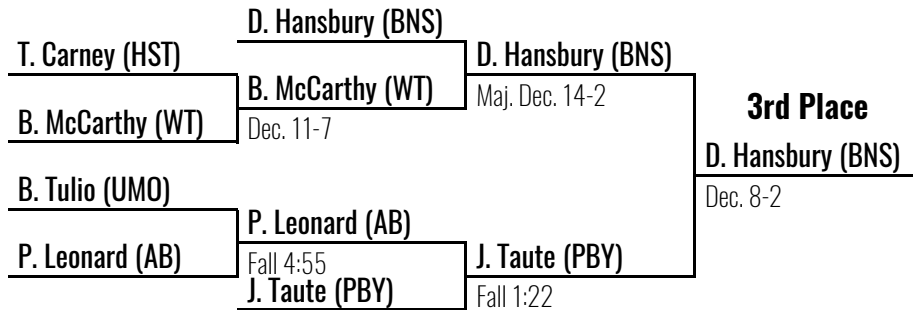 D. Hansbury (BNS)
T. Carney (HST)
D. Hansbury (BNS)
B. McCarthy (WT)
Maj. Dec. 14-2
3rd Place
B. McCarthy (WT)
Dec. 11-7
D. Hansbury (BNS)
B. Tulio (UMO)
Dec. 8-2
P. Leonard (AB)
P. Leonard (AB)
Fall 4:55
J. Taute (PBY)
J. Taute (PBY)
Fall 1:22